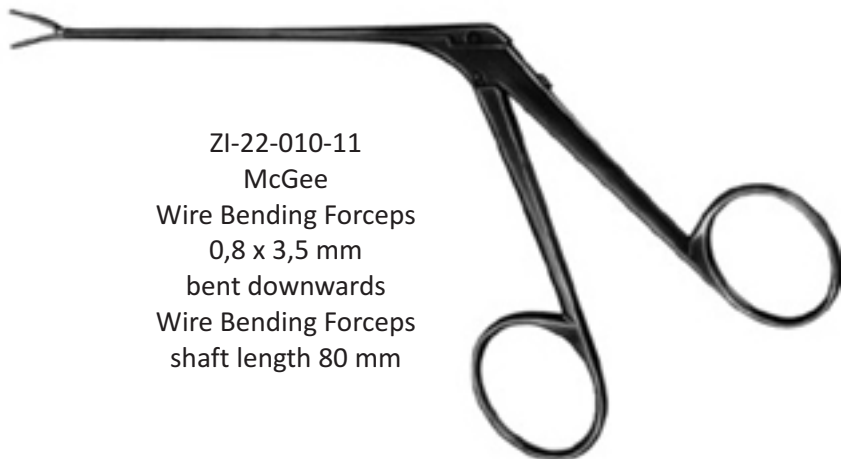 ZI-22-010-11
McGee
Wire Bending Forceps
0,8 x 3,5 mm
bent downwards
Wire Bending Forceps
shaft length 80 mm